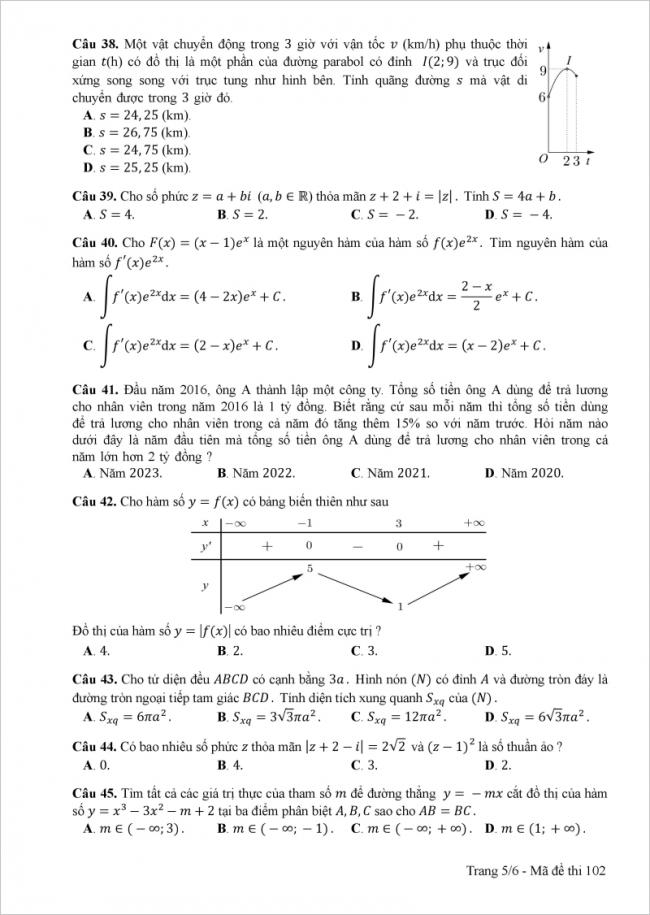 Câu 38. Một vật chuyển động trong 3 giờ với vận tốc v (km/h) phụ thuộc thời
gian t(h) có đồ thị là một phần của đường parabol có đỉnh I(2;9) và trục đối
xứng song song với trục tung như hình bên. Tính quãng đường s mà vật di
chuyển được trong 3 giờ đó.
A. s = 24,25 (km).
B. s = 26,75 (km).
C. s = 24,75 (km).
D. s = 25,25 (km).
v
I
9
6
O 2 3 t
Câu 39. Cho số phức z = a + bi (a, b ∈ ℝ) thỏa mãn z + 2 + i = |z|. Tính S = 4a + b.
A. S = 4. B. S = 2. C. S = − 2. D. S = − 4.
Câu 40. Cho F(x) = (x − 1)eˣ là một nguyên hàm của hàm số f(x)e²ˣ. Tìm nguyên hàm của
hàm số f′(x)e²ˣ.
A. ∫ f′(x)e²ˣdx = (4 − 2x)eˣ + C. B. ∫ f′(x)e²ˣdx = (2 − x)/2 eˣ + C.
C. ∫ f′(x)e²ˣdx = (2 − x)eˣ + C. D. ∫ f′(x)e²ˣdx = (x − 2)eˣ + C.
Câu 41. Đầu năm 2016, ông A thành lập một công ty. Tổng số tiền ông A dùng để trả lương
cho nhân viên trong năm 2016 là 1 tỷ đồng. Biết rằng cứ sau mỗi năm thì tổng số tiền dùng
để trả lương cho nhân viên trong cả năm đó tăng thêm 15% so với năm trước. Hỏi năm nào
dưới đây là năm đầu tiên mà tổng số tiền ông A dùng để trả lương cho nhân viên trong cả
năm lớn hơn 2 tỷ đồng ?
A. Năm 2023. B. Năm 2022. C. Năm 2021. D. Năm 2020.
Câu 42. Cho hàm số y = f(x) có bảng biến thiên như sau
x −∞ −1 3 +∞
y′ + 0 − 0 +
5 +∞
y
−∞ 1
Đồ thị của hàm số y = |f(x)| có bao nhiêu điểm cực trị ?
A. 4. B. 2. C. 3. D. 5.
Câu 43. Cho tứ diện đều ABCD có cạnh bằng 3a. Hình nón (N) có đỉnh A và đường tròn đáy là
đường tròn ngoại tiếp tam giác BCD. Tính diện tích xung quanh Sxq của (N).
A. Sxq = 6πa². B. Sxq = 3√3πa². C. Sxq = 12πa². D. Sxq = 6√3πa².
Câu 44. Có bao nhiêu số phức z thỏa mãn |z + 2 − i| = 2√2 và (z − 1)² là số thuần ảo ?
A. 0. B. 4. C. 3. D. 2.
Câu 45. Tìm tất cả các giá trị thực của tham số m để đường thẳng y = − mx cắt đồ thị của hàm
số y = x³ − 3x² − m + 2 tại ba điểm phân biệt A, B, C sao cho AB = BC.
A. m ∈ ( − ∞; 3). B. m ∈ ( − ∞; − 1). C. m ∈ ( − ∞; + ∞). D. m ∈ (1; + ∞).
Trang 5/6 - Mã đề thi 102